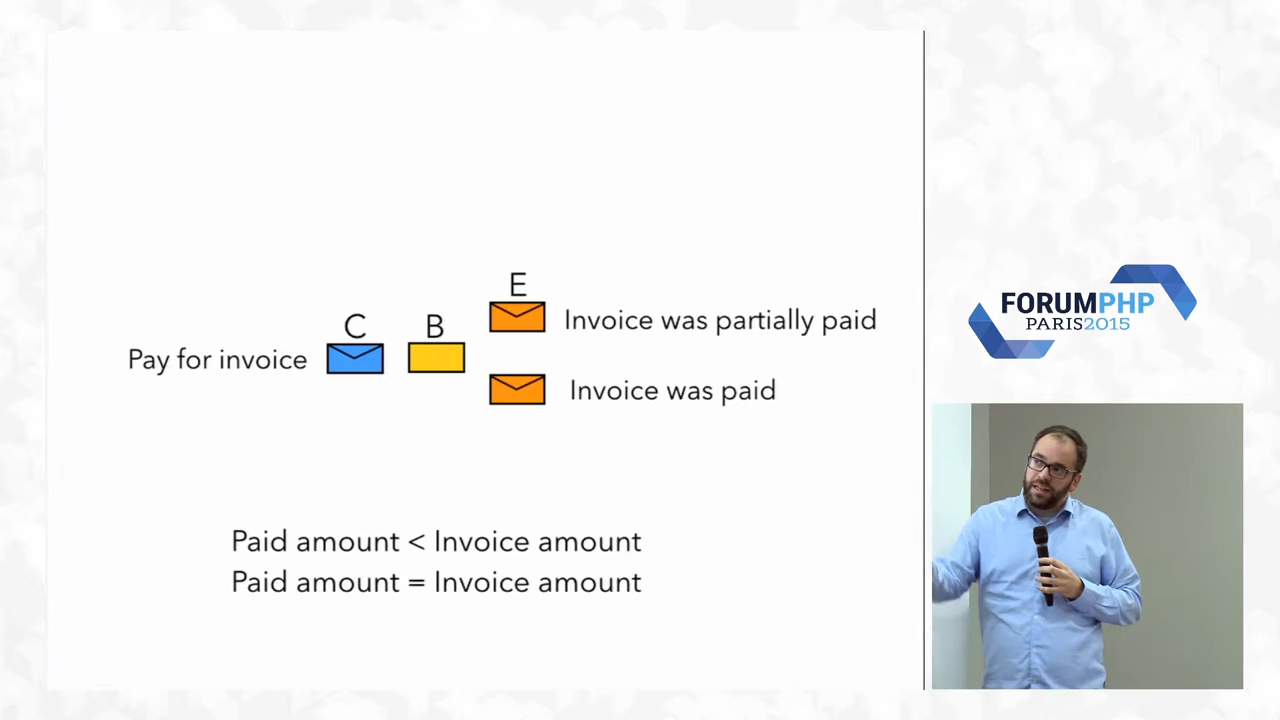 E
Invoice was partially paid
C
B
Pay for invoice
Invoice was paid
Paid amount < Invoice amount
Paid amount = Invoice amount
FORUMPHP
PARIS2015